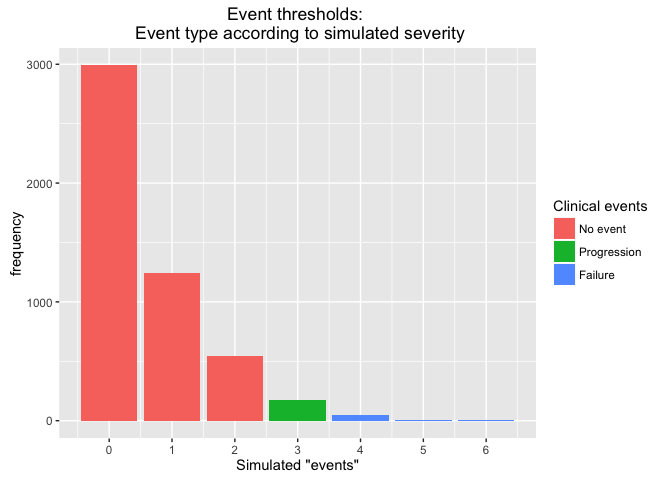 Event thresholds:
Event type according to simulated severity
3000
2000
1000
0
frequency
0 1 2 3 4 5 6
Simulated "events"
Clinical events
No event
Progression
Failure